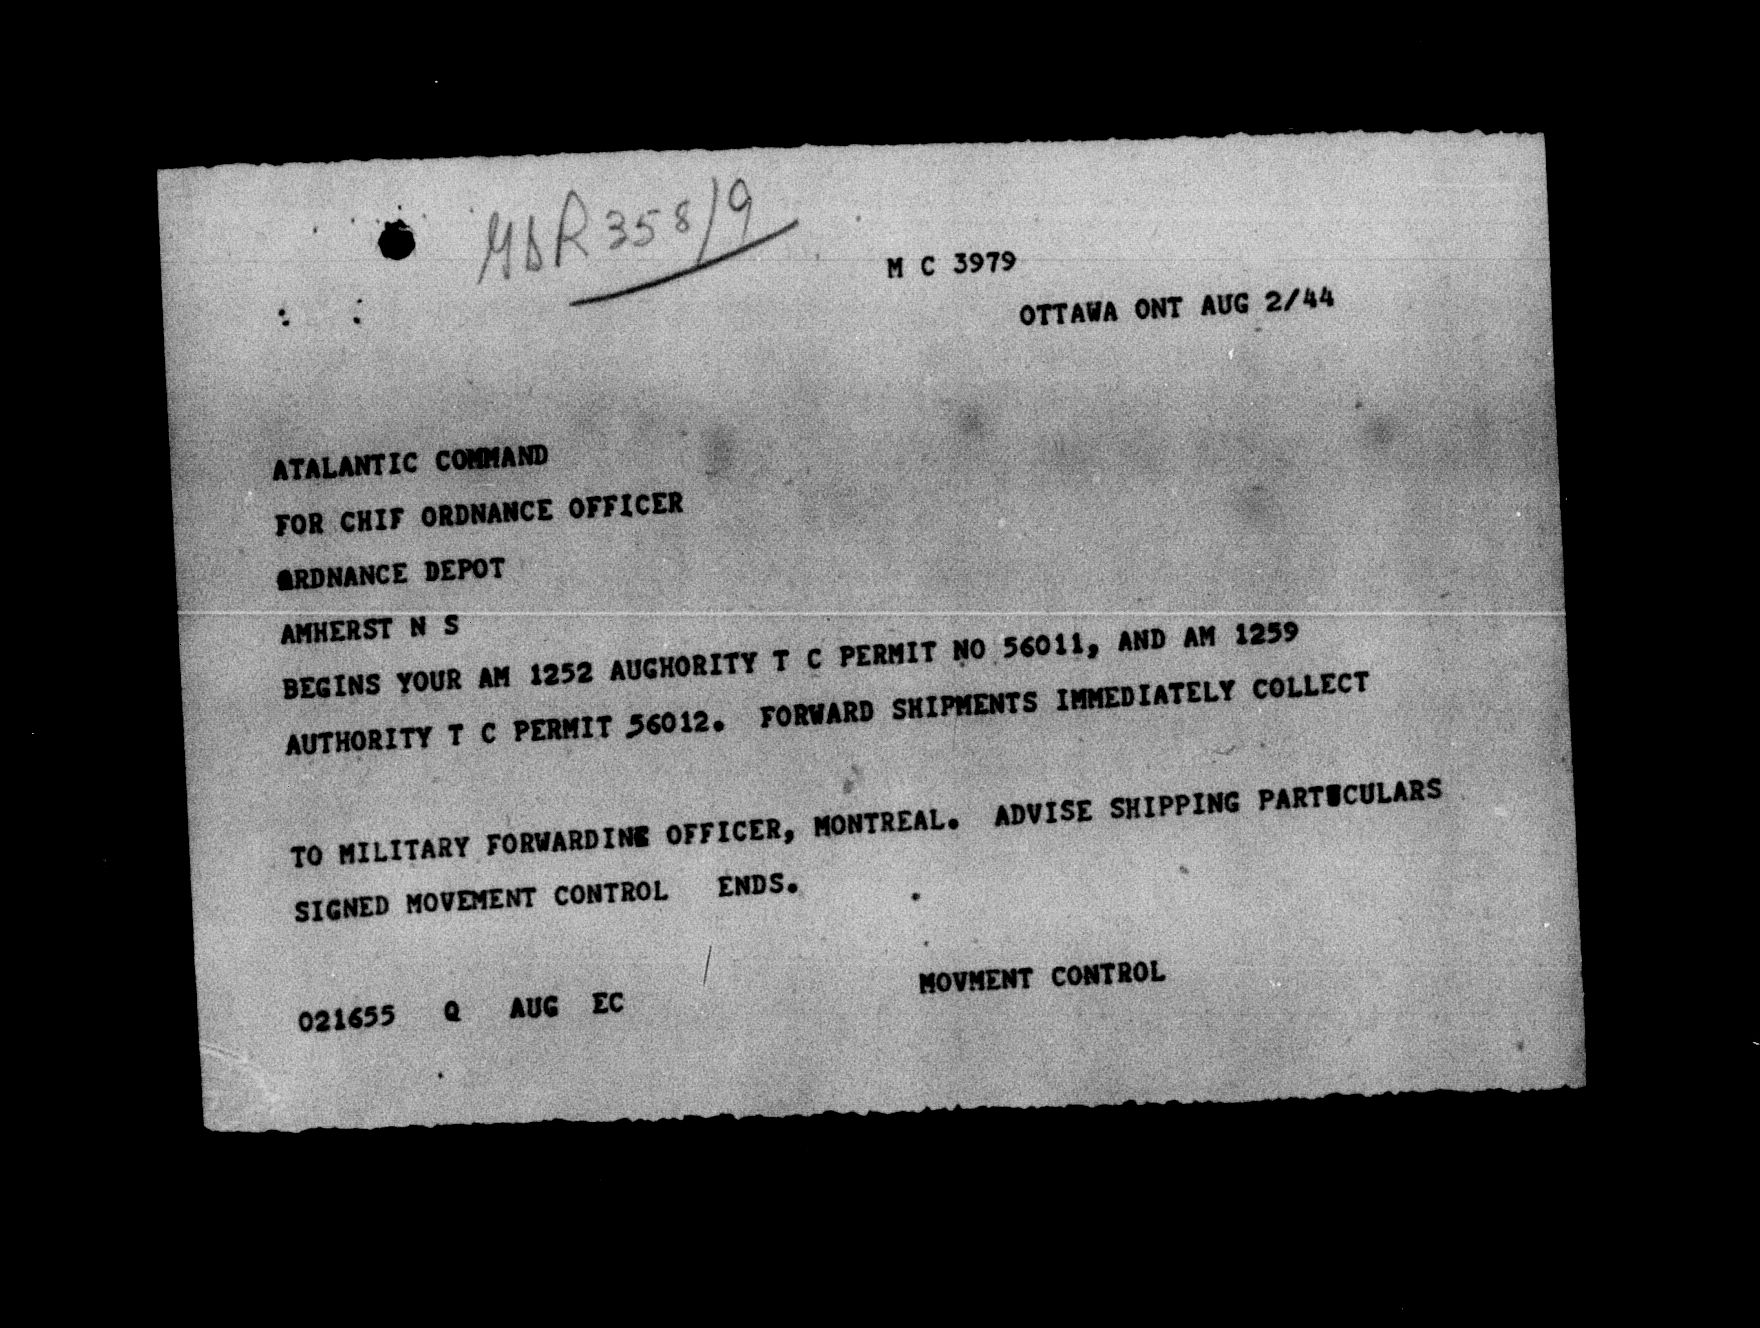 358/9
M C 3979
OTTAWA ONT AUG 2/44
ATALANTIC COMMAND
FOR CHIF ORDNANCE OFFICER
ORDNANCE DEPOT
AMHERST N S
BEGINS YOUR AM 1252 AUGHORITY T C PERMIT NO 56011, AND AM 1259
AUTHORITY T C PERMIT 56012. FORWARD SHIPMENTS IMMEDIATELY COLLECT
TO MILITARY FORWARDING OFFICER, MONTREAL. ADVISE SHIPPING PARTICULARS
SIGNED MOVEMENT CONTROL ENDS.
MOVMENT CONTROL
021655 Q AUG EC